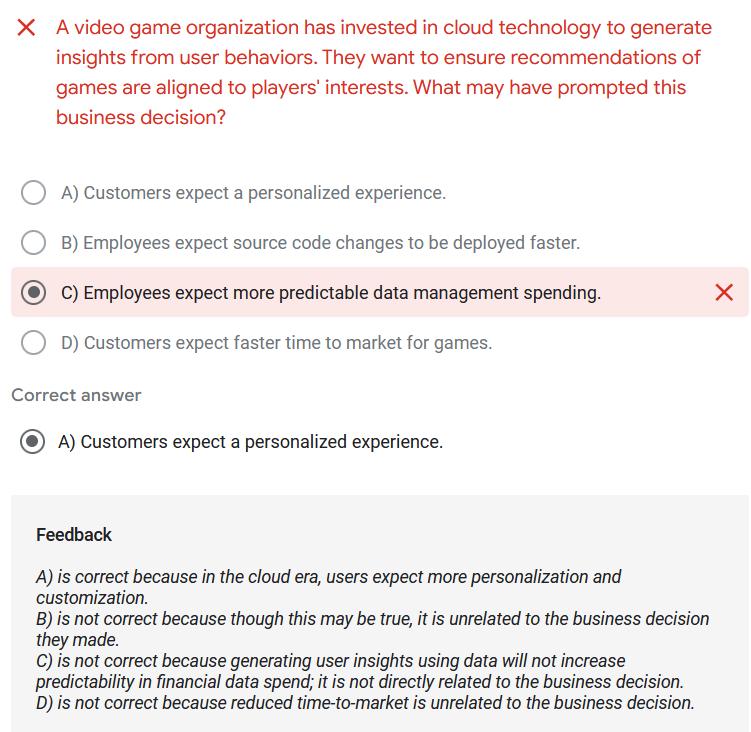 A video game organization has invested in cloud technology to generate
insights from user behaviors. They want to ensure recommendations of
games are aligned to players' interests. What may have prompted this
business decision?
A) Customers expect a personalized experience.
B) Employees expect source code changes to be deployed faster.
C) Employees expect more predictable data management spending.
D) Customers expect faster time to market for games.
Correct answer
A) Customers expect a personalized experience.
Feedback
A) is correct because in the cloud era, users expect more personalization and
customization.
B) is not correct because though this may be true, it is unrelated to the business decision
they made.
C) is not correct because generating user insights using data will not increase
predictability in financial data spend; it is not directly related to the business decision.
D) is not correct because reduced time-to-market is unrelated to the business decision.